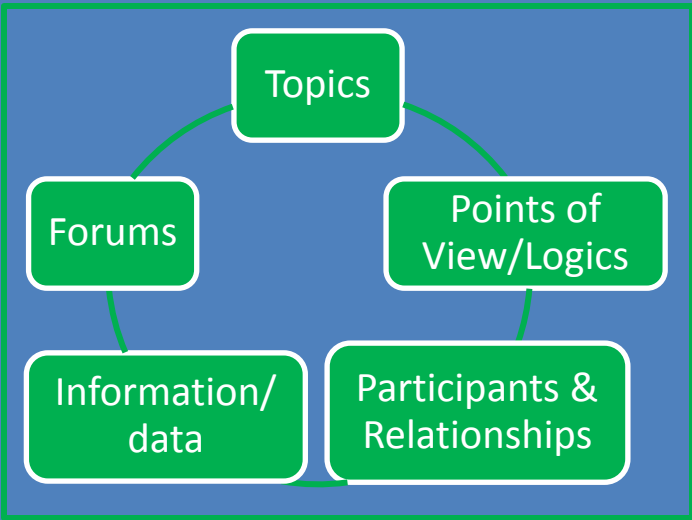 Topics
Forums
Points of
View/Logics
Information/
data
Participants &
Relationships